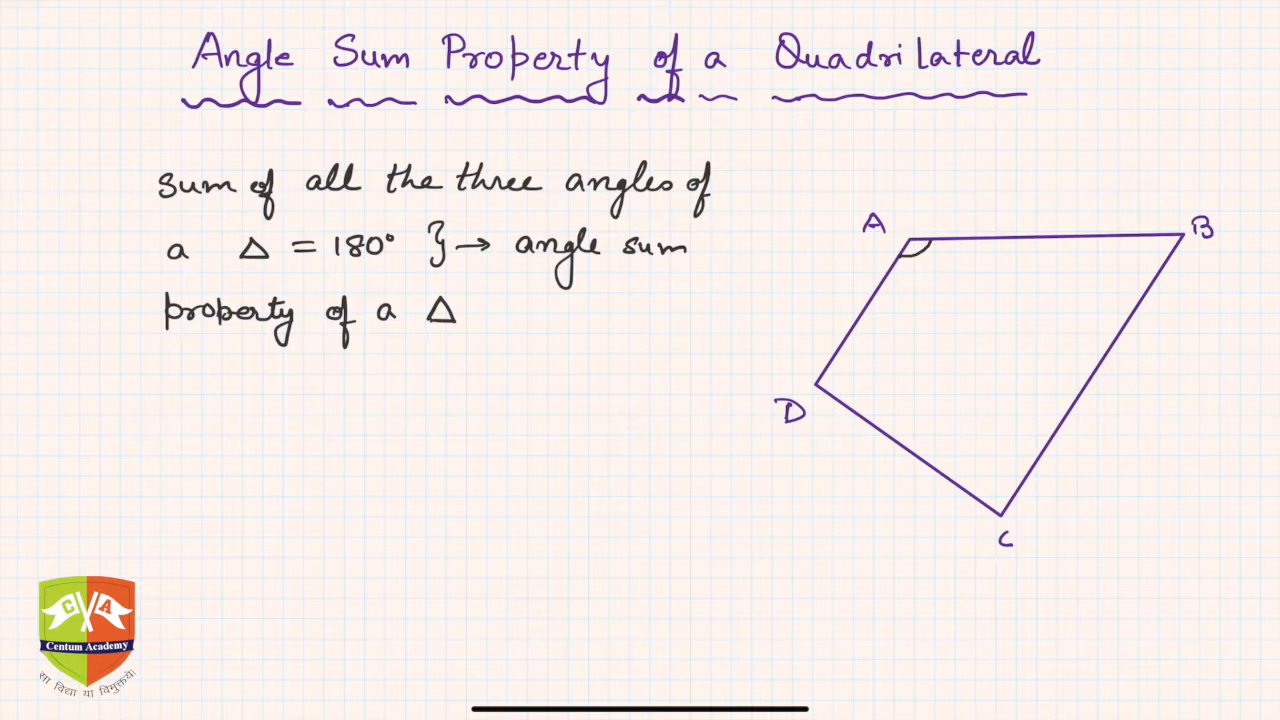 Angle Sum Property of a Quadrilateral
sum of all the three angles of
a Δ = 180° } → angle sum
property of a Δ
A
B
D
C
C A
Centum Academy
सा विद्या या विमुक्तये।